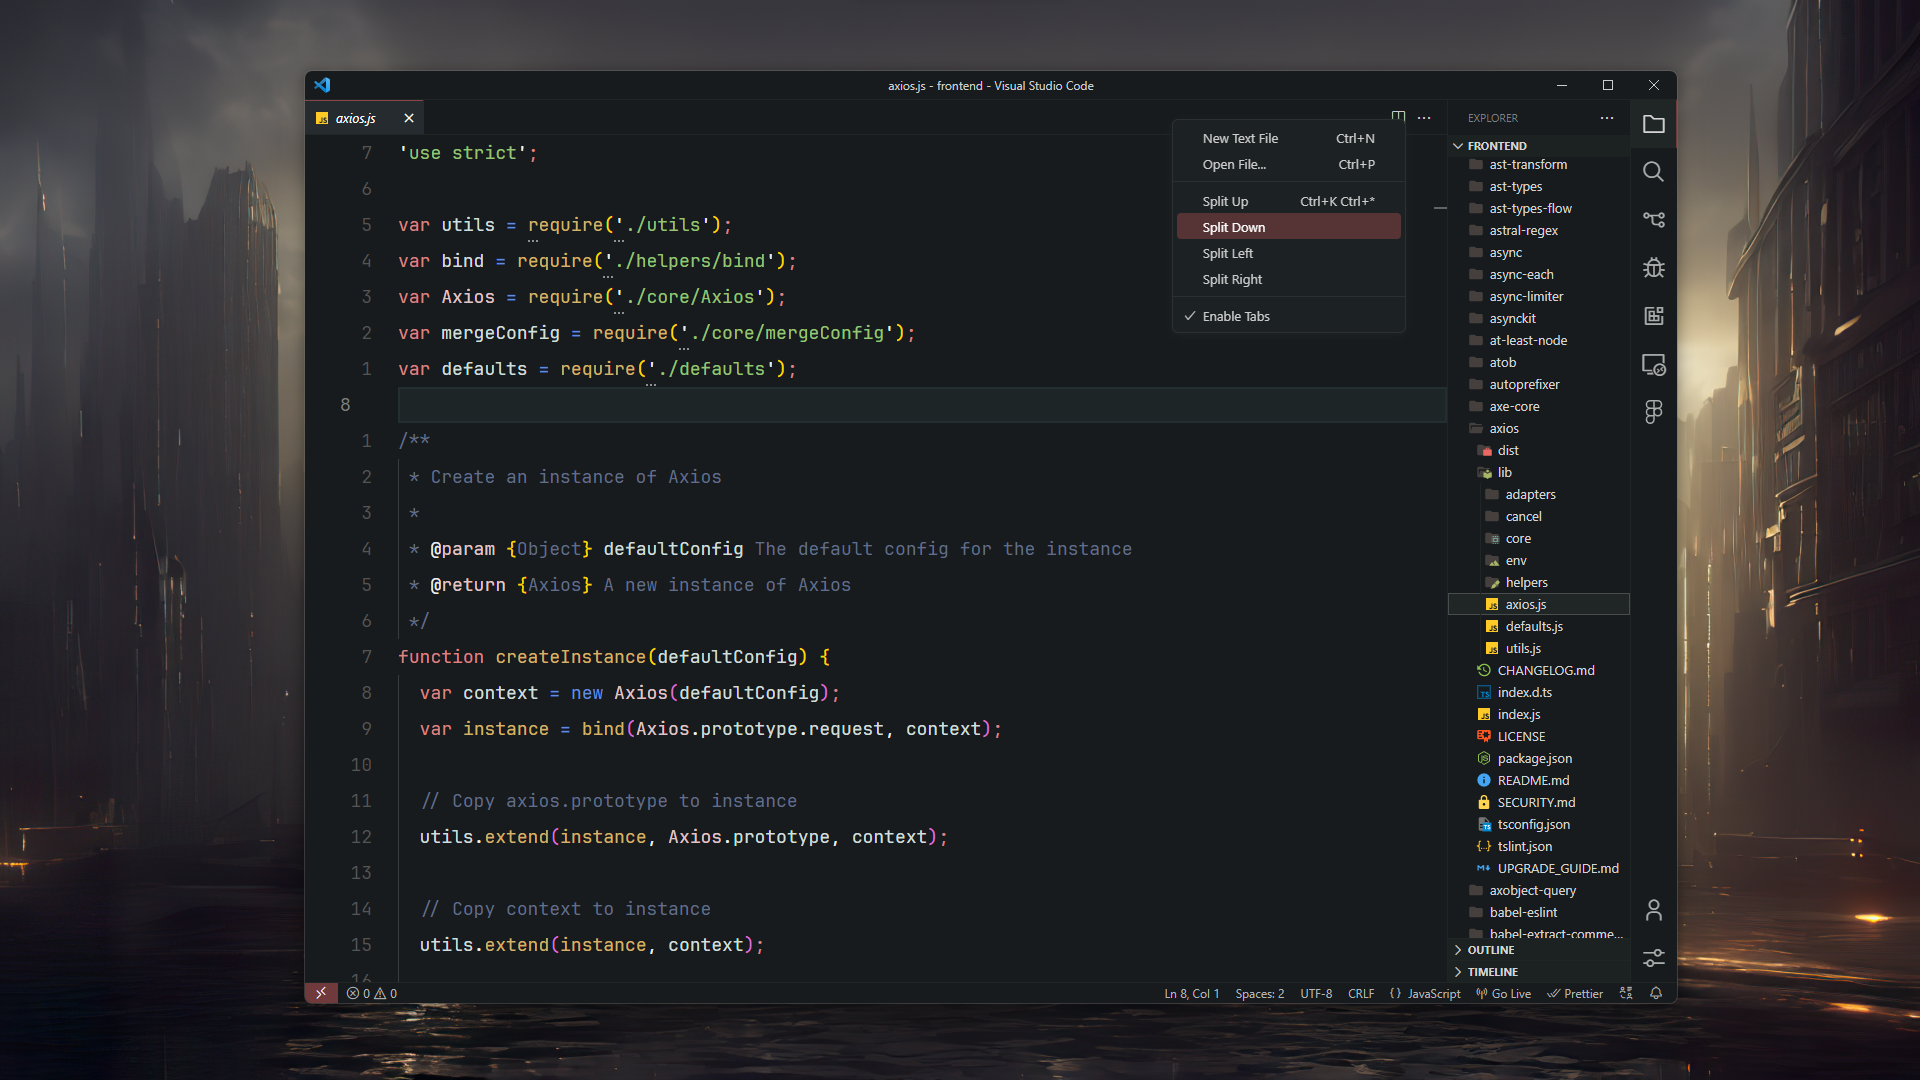 axios.js - frontend - Visual Studio Code
axios.js
7 'use strict';
6
5 var utils = require('./utils');
4 var bind = require('./helpers/bind');
3 var Axios = require('./core/Axios');
2 var mergeConfig = require('./core/mergeConfig');
1 var defaults = require('./defaults');
8
1 /**
2 * Create an instance of Axios
3 *
4 * @param {Object} defaultConfig The default config for the instance
5 * @return {Axios} A new instance of Axios
6 */
7 function createInstance(defaultConfig) {
8 var context = new Axios(defaultConfig);
9 var instance = bind(Axios.prototype.request, context);
10
11 // Copy axios.prototype to instance
12 utils.extend(instance, Axios.prototype, context);
13
14 // Copy context to instance
15 utils.extend(instance, context);
16
New Text File Ctrl+N
Open File... Ctrl+P
Split Up Ctrl+K Ctrl+*
Split Down
Split Left
Split Right
Enable Tabs
EXPLORER
FRONTEND
ast-transform
ast-types
ast-types-flow
astral-regex
async
async-each
async-limiter
asynckit
at-least-node
atob
autoprefixer
axe-core
axios
dist
lib
adapters
cancel
core
env
helpers
JS axios.js
JS defaults.js
JS utils.js
CHANGELOG.md
TS index.d.ts
JS index.js
LICENSE
package.json
README.md
SECURITY.md
tsconfig.json
tslint.json
UPGRADE_GUIDE.md
axobject-query
babel-eslint
babel-extract-comme...
OUTLINE
TIMELINE
0 0
Ln 8, Col 1 Spaces: 2 UTF-8 CRLF {} JavaScript Go Live Prettier